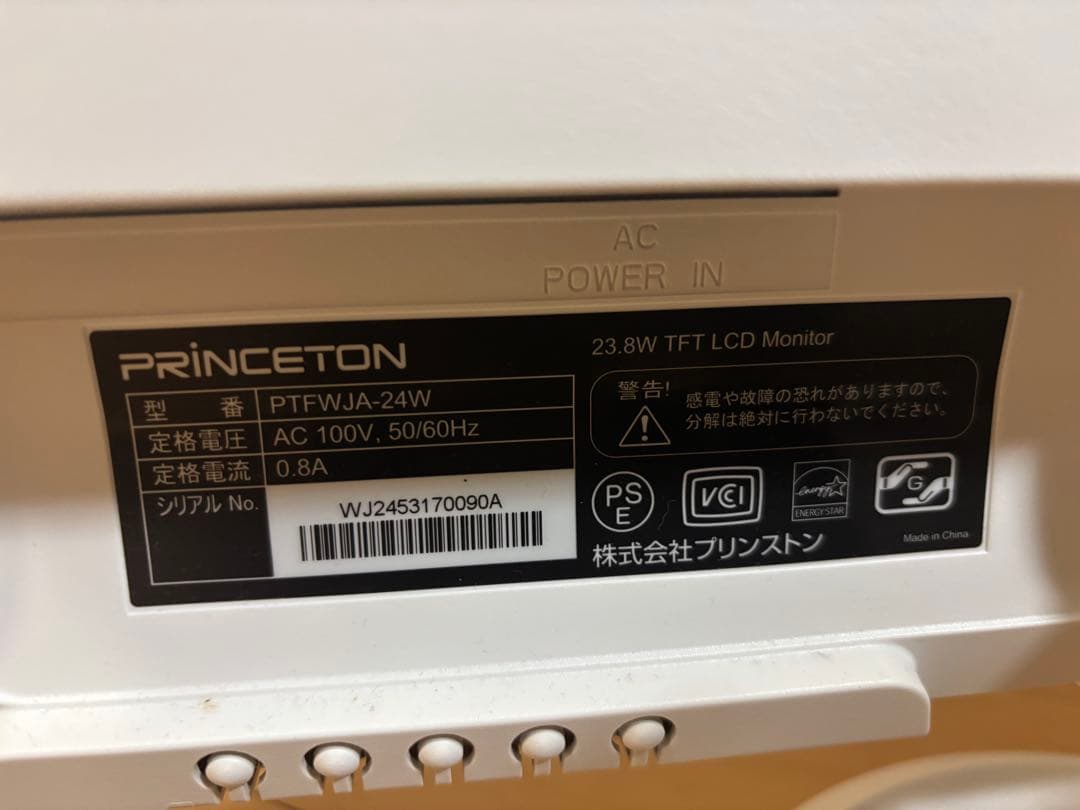 AC
POWER IN
PRINCETON
型 番 PTFWJA-24W
定格電圧 AC 100V, 50/60Hz
定格電流 0.8A
シリアル No. WJ2453170090A
23.8W TFT LCD Monitor
警告! 感電や故障の恐れがありますので、
分解は絶対に行わないでください。
PS
E
VCCI
energy
ENERGY STAR
G
株式会社プリンストン
Made in China